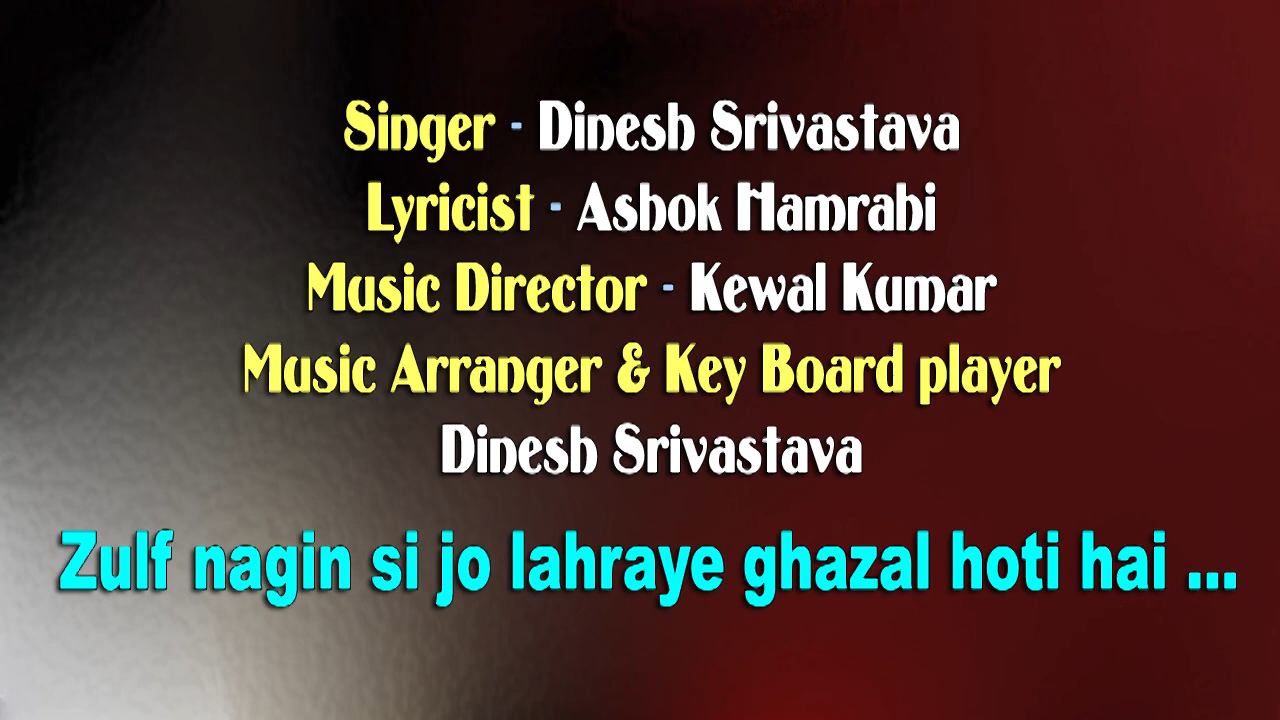 Singer - Dinesh Srivastava
Lyricist - Ashok Hamrahi
Music Director - Kewal Kumar
Music Arranger & Key Board player
Dinesh Srivastava
Zulf nagin si jo lahraye ghazal hoti hai ...